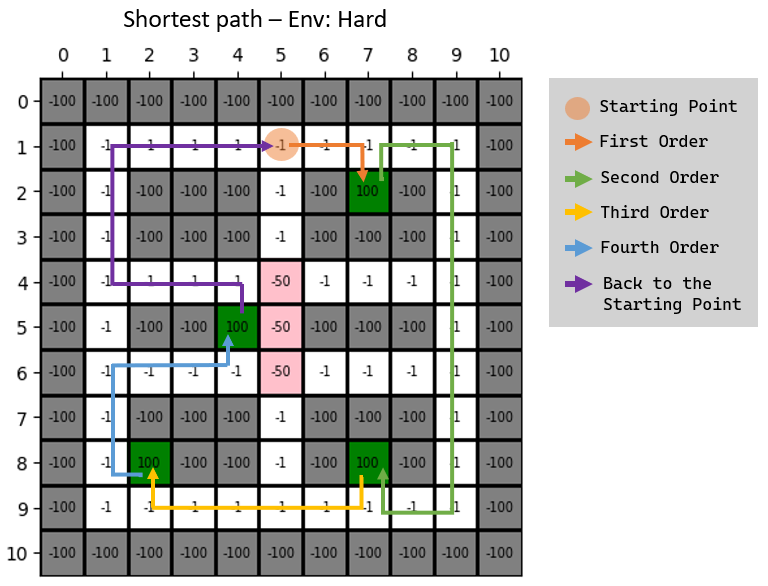 Shortest path – Env: Hard
0 1 2 3 4 5 6 7 8 9 10
0 -100 -100 -100 -100 -100 -100 -100 -100 -100 -100 -100
1 -100 -1 -1 -1 -1 -1 -1 -1 -1 -1 -100
2 -100 -1 -100 -100 -100 -1 -100 100 -100 -1 -100
3 -100 -1 -100 -100 -100 -1 -100 -100 -100 -1 -100
4 -100 -1 -1 -1 -1 -50 -1 -1 -1 -1 -100
5 -100 -1 -100 -100 100 -50 -100 -100 -100 -1 -100
6 -100 -1 -1 -1 -1 -50 -1 -1 -1 -1 -100
7 -100 -1 -100 -100 -100 -1 -100 -100 -100 -1 -100
8 -100 -1 100 -100 -100 -1 -100 100 -100 -1 -100
9 -100 -1 -1 -1 -1 -1 -1 -1 -1 -1 -100
10 -100 -100 -100 -100 -100 -100 -100 -100 -100 -100 -100
Starting Point
First Order
Second Order
Third Order
Fourth Order
Back to the
Starting Point